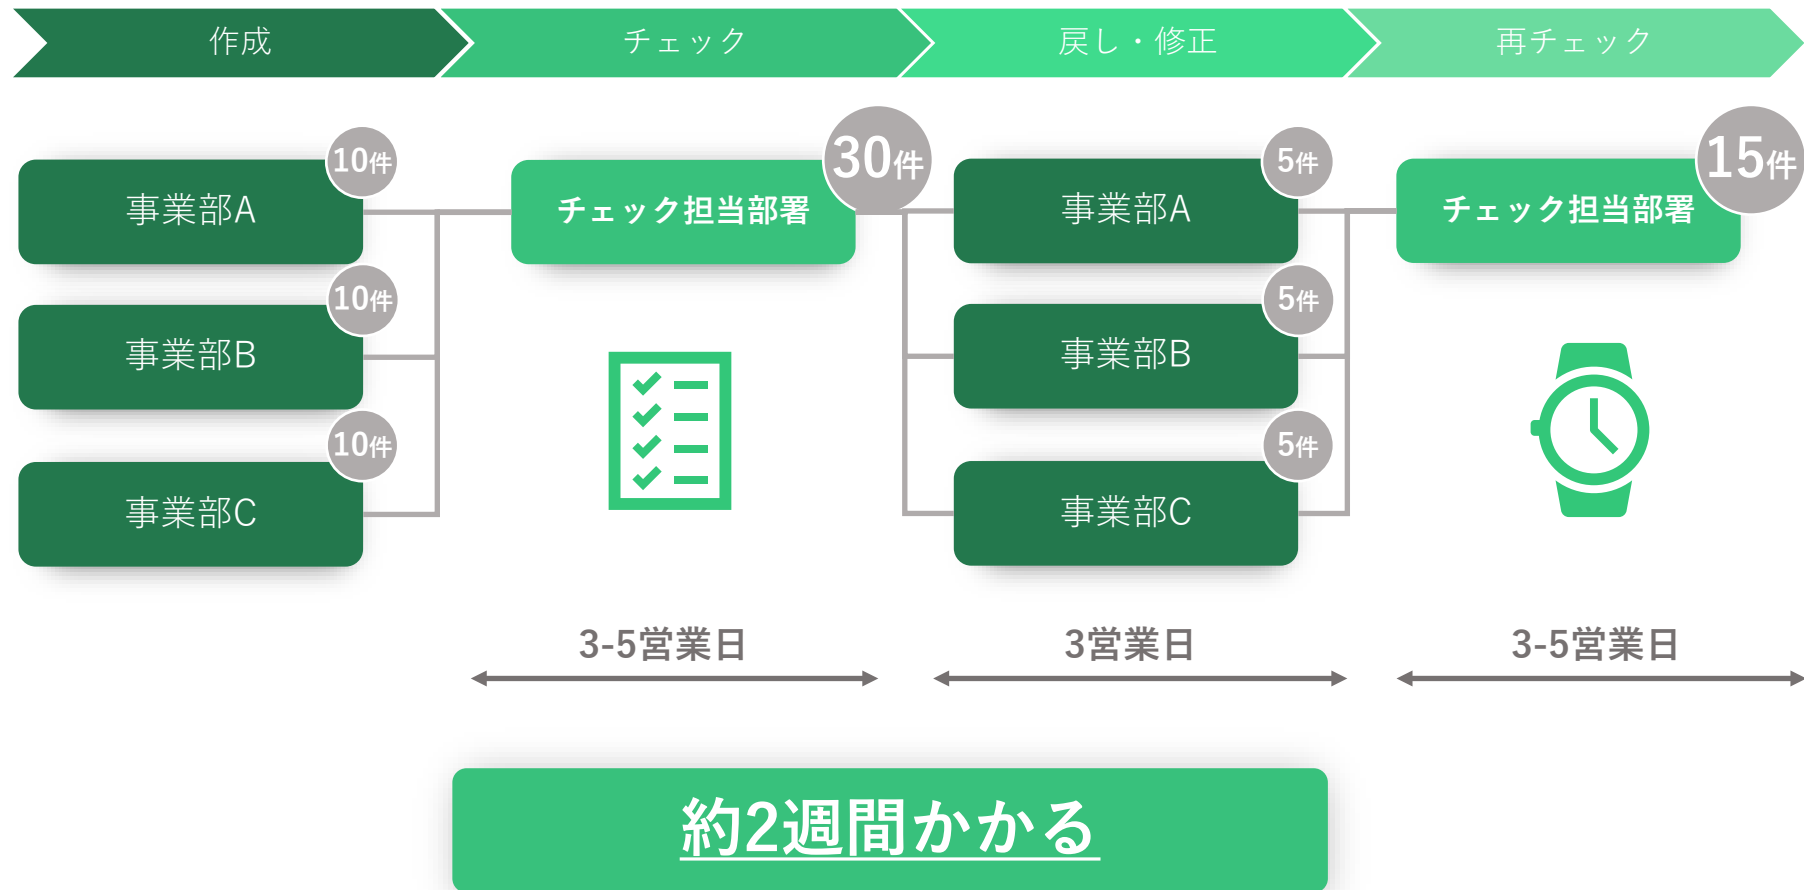 作成
チェック
戻し・修正
再チェック
事業部A
10件
事業部B
10件
事業部C
10件
チェック担当部署
30件
事業部A
5件
事業部B
5件
事業部C
5件
チェック担当部署
15件
3-5営業日
3営業日
3-5営業日
約2週間かかる